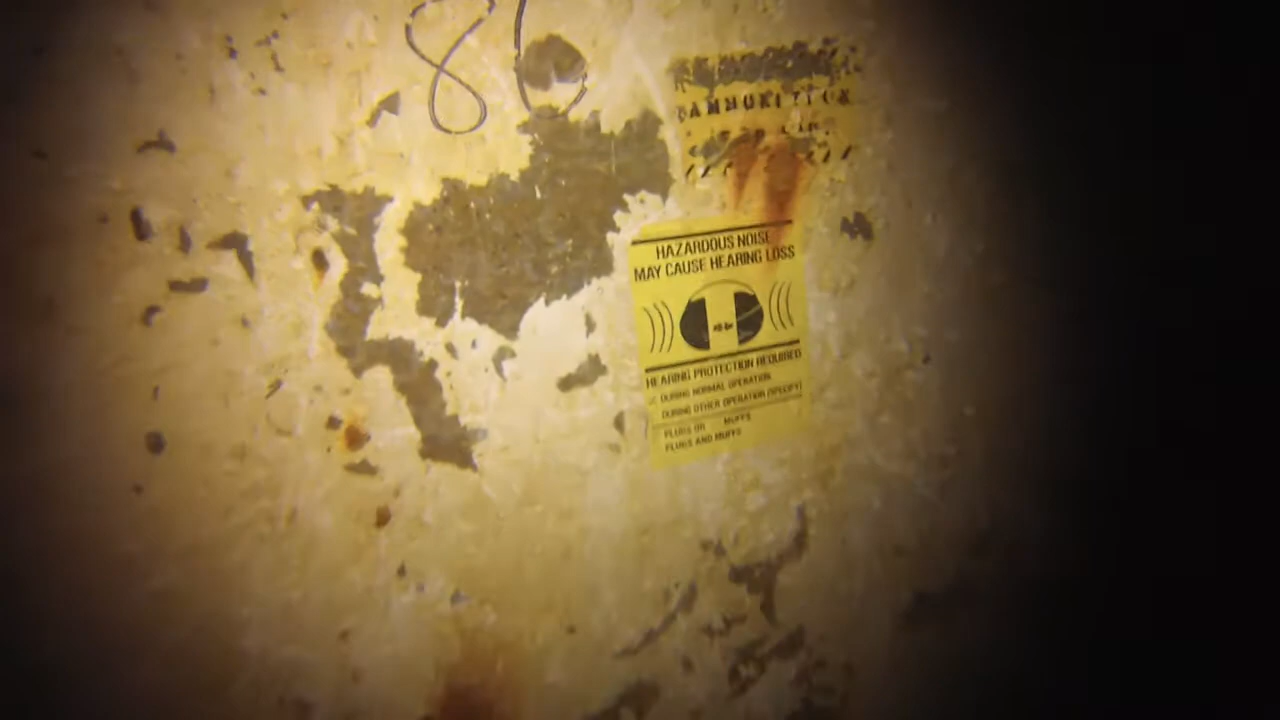 86
AMMUNITION
HAZARDOUS NOISE
MAY CAUSE HEARING LOSS
HEARING PROTECTION REQUIRED
DURING NORMAL OPERATION
DURING OTHER OPERATION (SPECIFY)
PLUGS OR MUFFS
PLUGS AND MUFFS